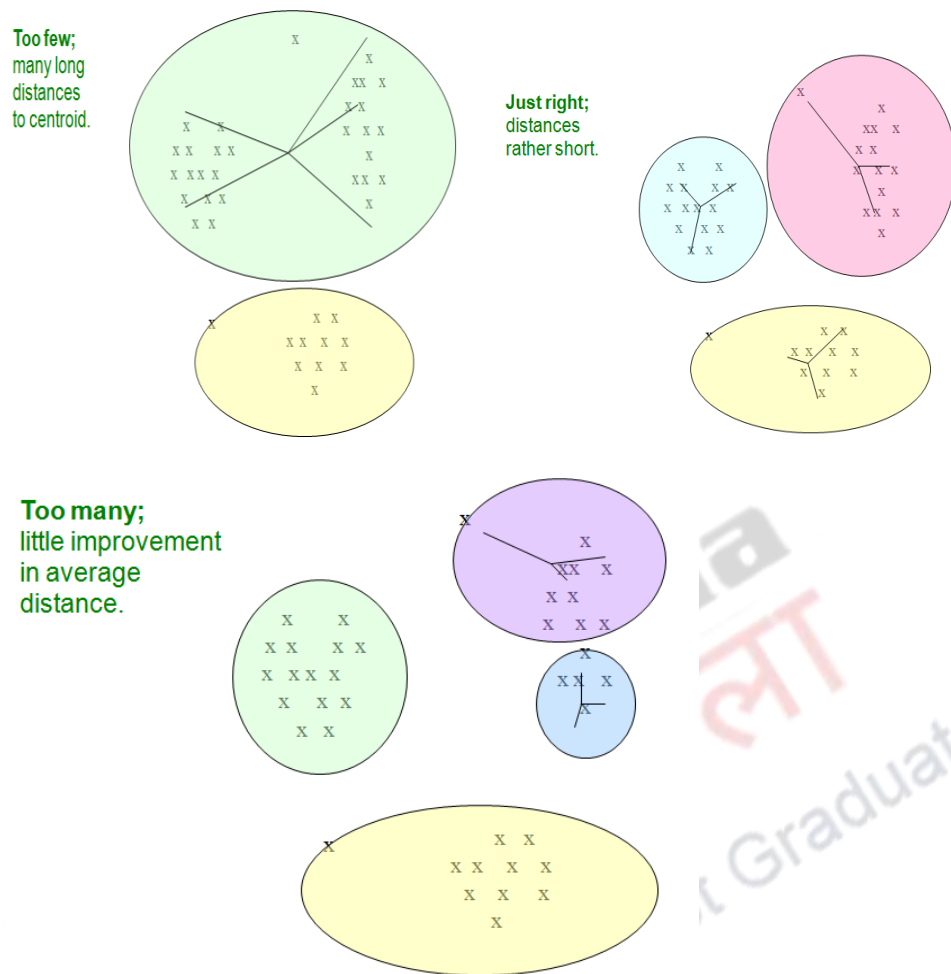 Too few;
many long
distances
to centroid.
Just right;
distances
rather short.
Too many;
little improvement
in average
distance.
a
ला
t Graduat